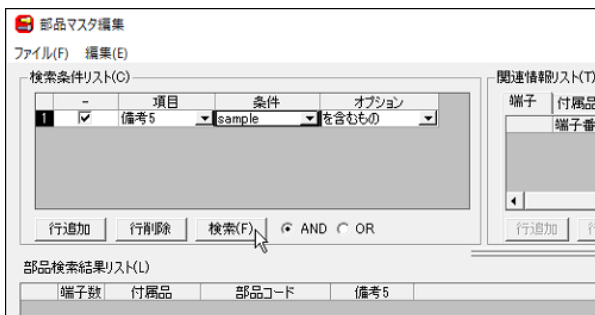 部品マスタ編集
ファイル(F) 編集(E)
検索条件リスト(C)
- 項目 条件 オプション
1 備考5 sample を含むもの
行追加 行削除 検索(F) AND OR
関連情報リスト(T)
端子 付属品
端子番
行追加
部品検索結果リスト(L)
端子数 付属品 部品コード 備考5